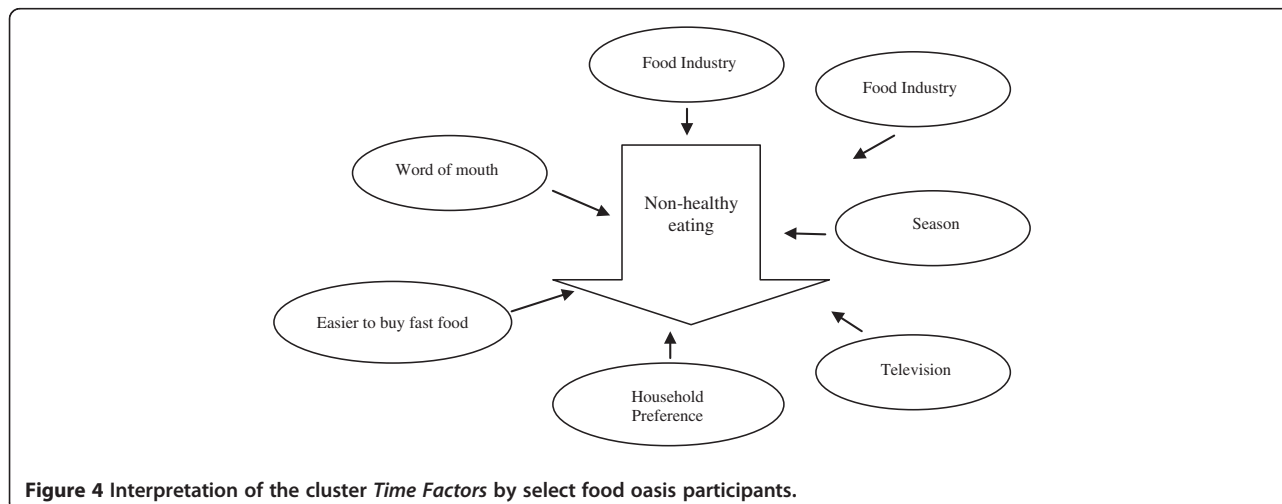 Food Industry
Food Industry
Word of mouth
Non-healthy
eating
Season
Easier to buy fast food
Television
Household
Preference
Figure 4 Interpretation of the cluster Time Factors by select food oasis participants.